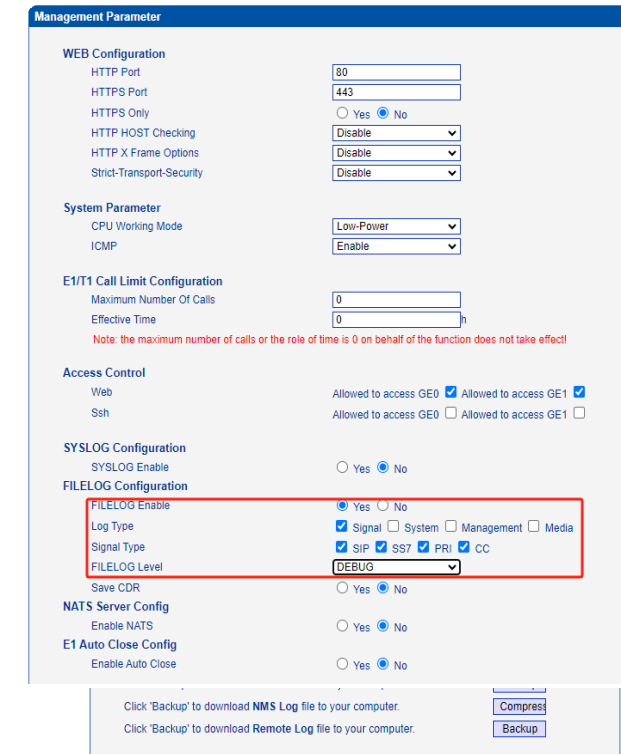 Management Parameter
WEB Configuration
HTTP Port 80
HTTPS Port 443
HTTPS Only Yes No
HTTP HOST Checking Disable
HTTP X Frame Options Disable
Strict-Transport-Security Disable
System Parameter
CPU Working Mode Low-Power
ICMP Enable
E1/T1 Call Limit Configuration
Maximum Number Of Calls 0
Effective Time 0 h
Note: the maximum number of calls or the role of time is 0 on behalf of the function does not take effect!
Access Control
Web Allowed to access GE0 Allowed to access GE1
Ssh Allowed to access GE0 Allowed to access GE1
SYSLOG Configuration
SYSLOG Enable Yes No
FILELOG Configuration
FILELOG Enable Yes No
Log Type Signal System Management Media
Signal Type SIP SS7 PRI CC
FILELOG Level DEBUG
Save CDR Yes No
NATS Server Config
Enable NATS Yes No
E1 Auto Close Config
Enable Auto Close Yes No
Click 'Backup' to download NMS Log file to your computer. Compress
Click 'Backup' to download Remote Log file to your computer. Backup